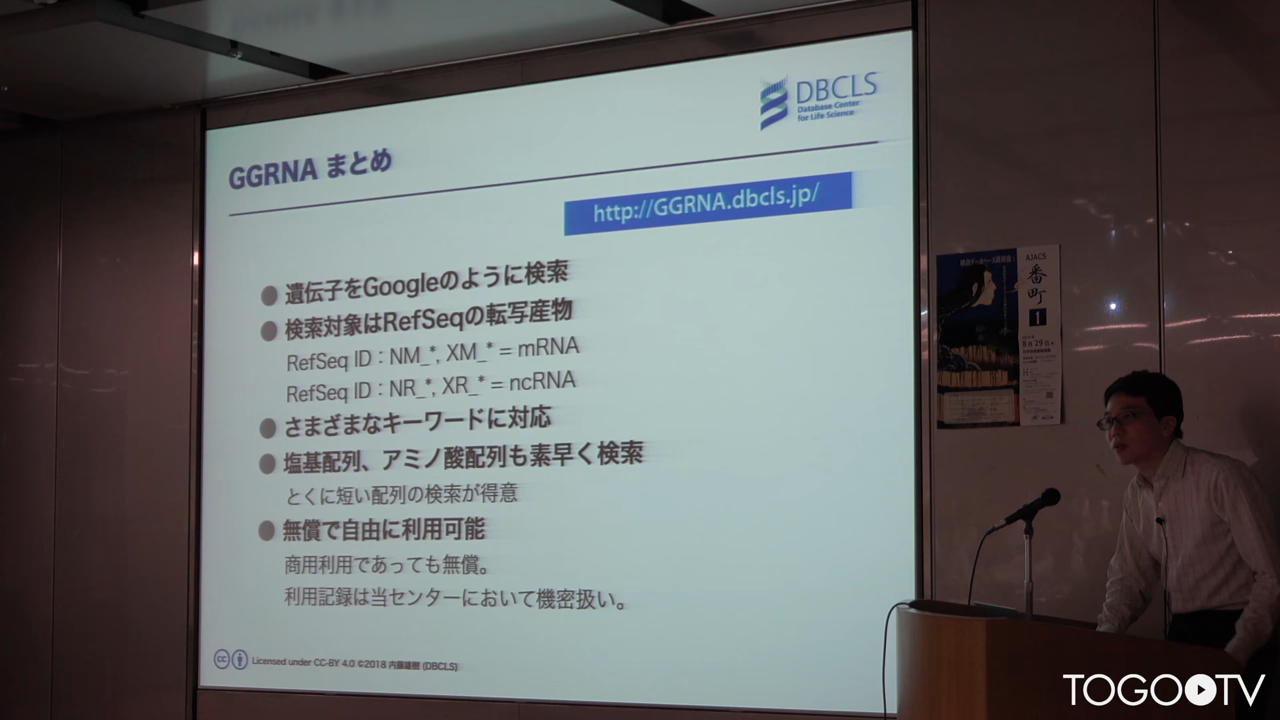 DBCLS
Database Center
for Life Science
GGRNA まとめ
http://GGRNA.dbcls.jp/
● 遺伝子をGoogleのように検索
● 検索対象はRefSeqの転写産物
RefSeq ID：NM_*, XM_* = mRNA
RefSeq ID：NR_*, XR_* = ncRNA
● さまざまなキーワードに対応
● 塩基配列、アミノ酸配列も素早く検索
とくに短い配列の検索が得意
● 無償で自由に利用可能
商用利用であっても無償。
利用記録は当センターにおいて機密扱い。
Licensed under CC-BY 4.0 ©2018 内藤雄樹 (DBCLS)
AJACS
番町
1
8月29日
TOGOTV